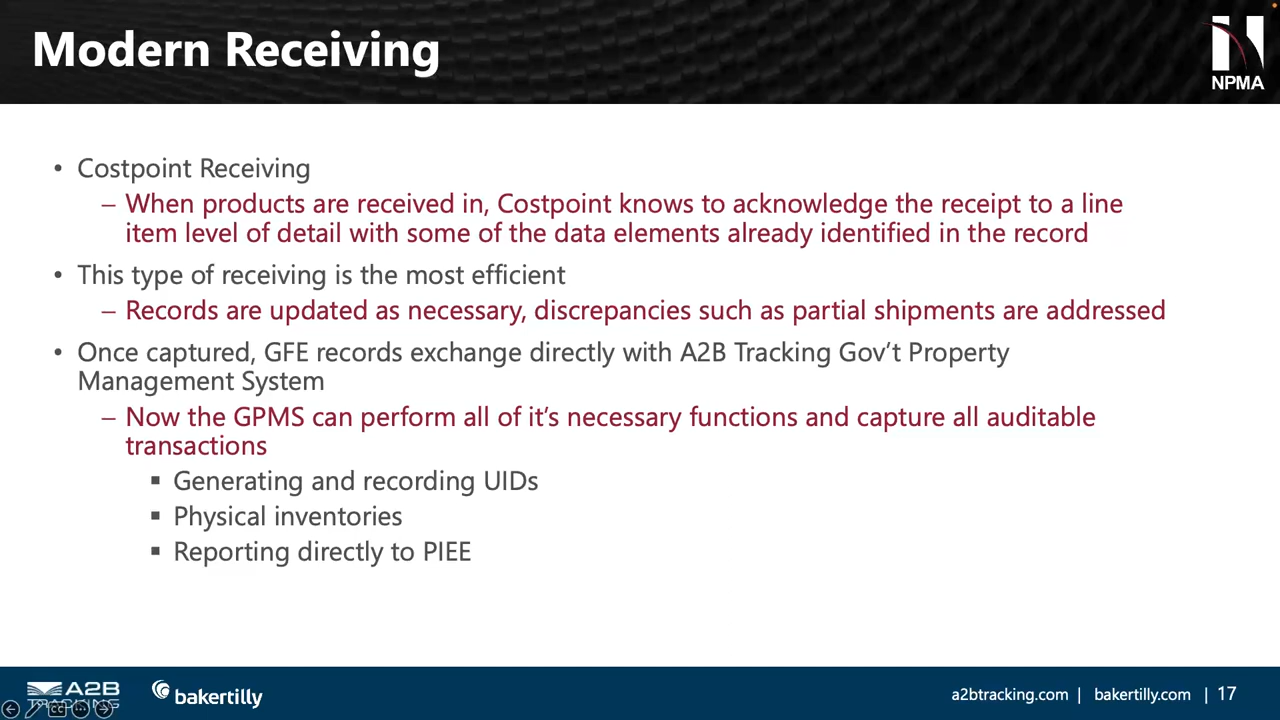 Modern Receiving
NPMA
• Costpoint Receiving
– When products are received in, Costpoint knows to acknowledge the receipt to a line
item level of detail with some of the data elements already identified in the record
• This type of receiving is the most efficient
– Records are updated as necessary, discrepancies such as partial shipments are addressed
• Once captured, GFE records exchange directly with A2B Tracking Gov’t Property
Management System
– Now the GPMS can perform all of it’s necessary functions and capture all auditable
transactions
▪ Generating and recording UIDs
▪ Physical inventories
▪ Reporting directly to PIEE
A2B
TRACKING
bakertilly
a2btracking.com | bakertilly.com | 17